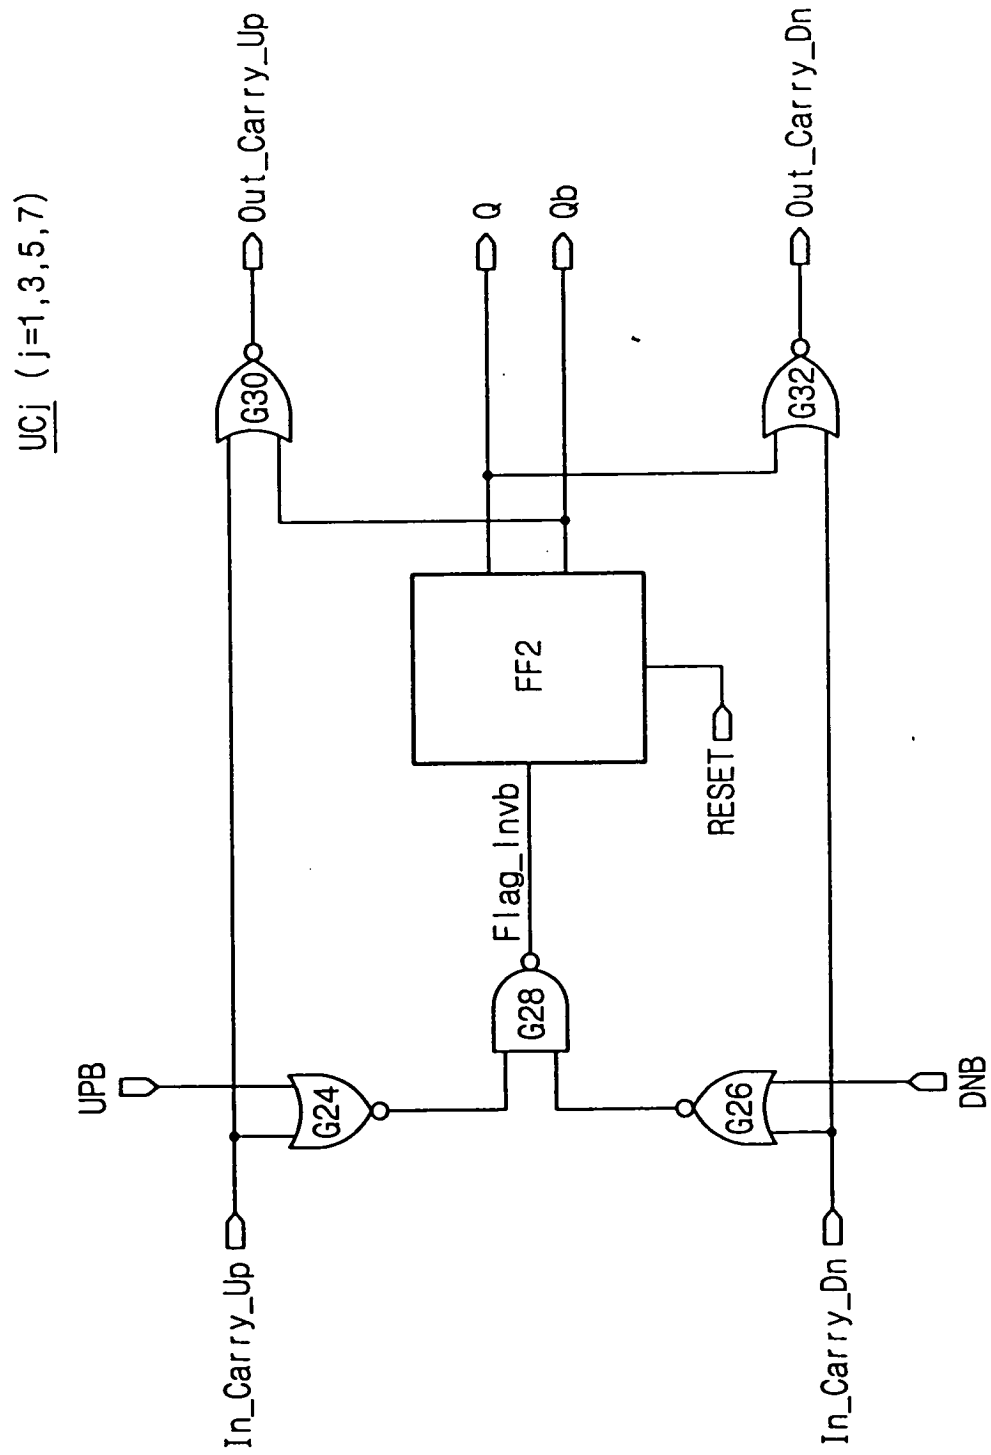 UCj (j=1,3,5,7)
In_Carry_Up
UPB
G24
G30
Out_Carry_Up
G28
Flag_Invb
FF2
Q
Qb
RESET
G26
DNB
G32
In_Carry_Dn
Out_Carry_Dn